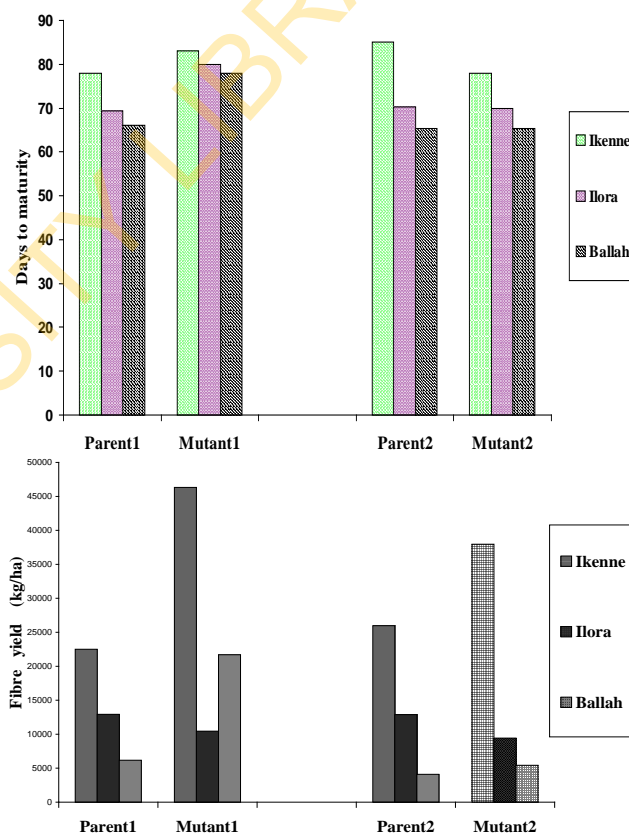 90
80
70
60
50
40
30
20
10
0
Days to maturity
Parent1 Mutant1 Parent2 Mutant2
Ikenne
Ilora
Ballah
50000
45000
40000
35000
30000
25000
20000
15000
10000
5000
0
Fibre yield (kg/ha)
Parent1 Mutant1 Parent2 Mutant2
Ikenne
Ilora
Ballah
SITY LIBRA